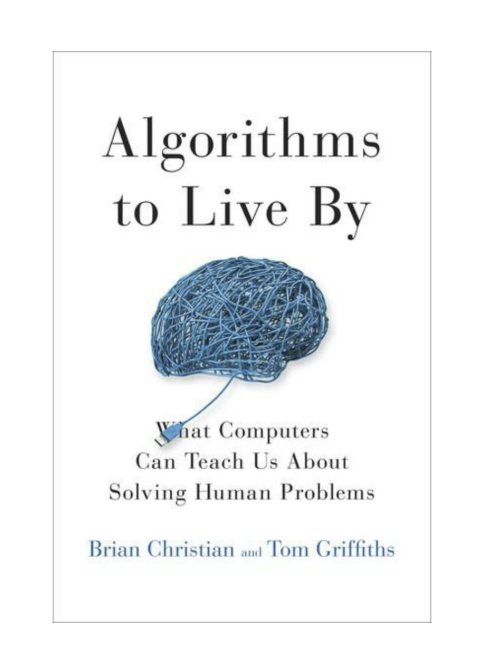 Algorithms
to Live By
What Computers
Can Teach Us About
Solving Human Problems
Brian Christian and Tom Griffiths